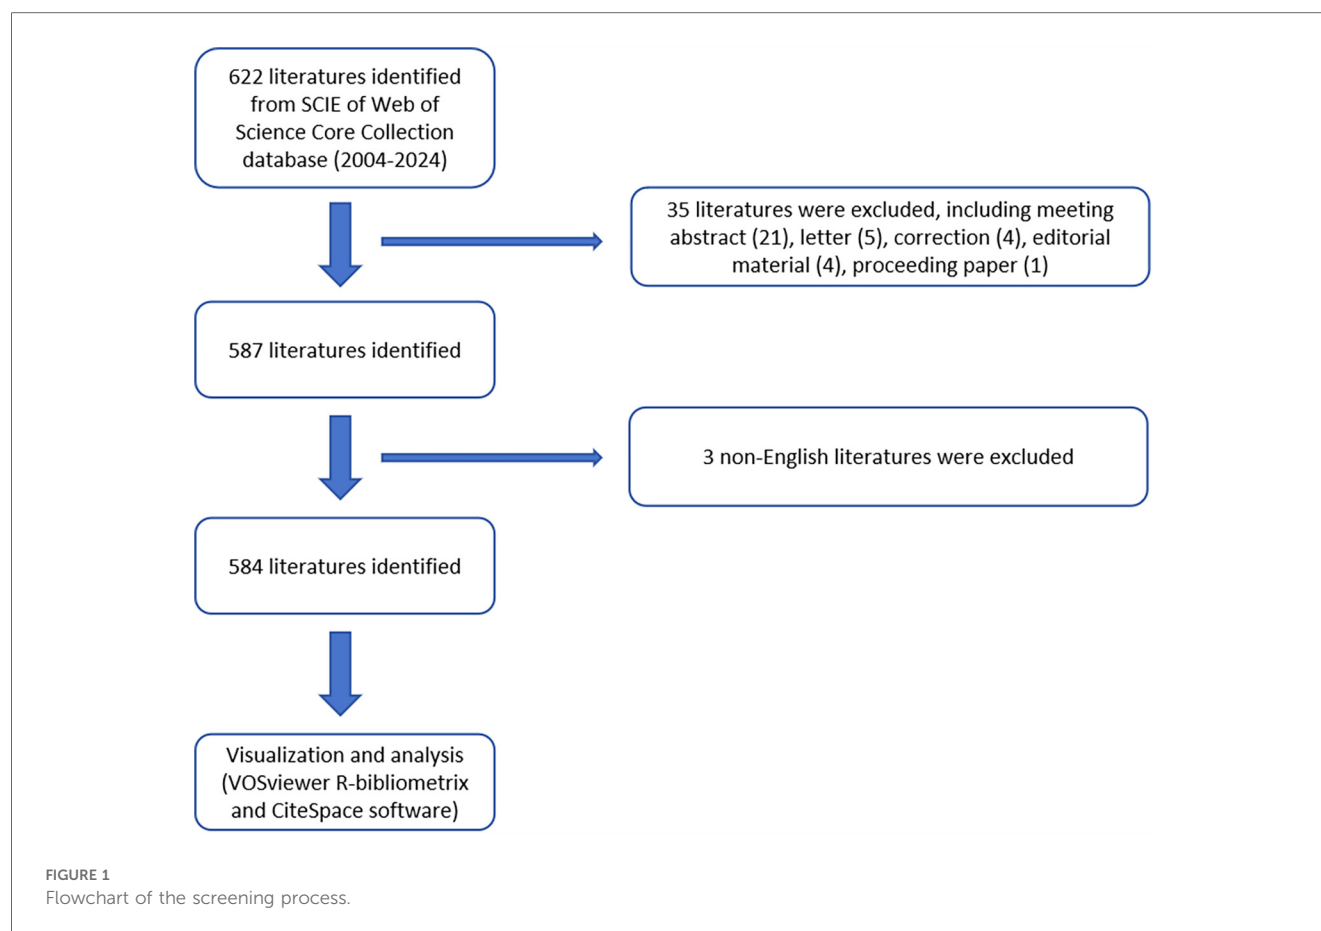 622 literatures identified
from SCIE of Web of
Science Core Collection
database (2004-2024)
35 literatures were excluded, including meeting
abstract (21), letter (5), correction (4), editorial
material (4), proceeding paper (1)
587 literatures identified
3 non-English literatures were excluded
584 literatures identified
Visualization and analysis
(VOSviewer R-bibliometrix
and CiteSpace software)
FIGURE 1
Flowchart of the screening process.